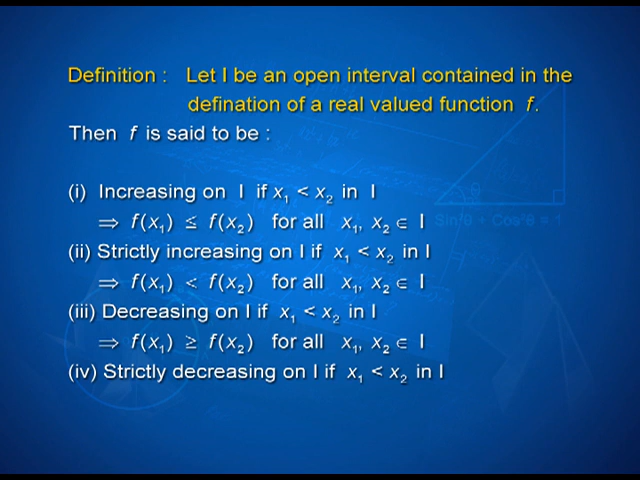 Definition : Let I be an open interval contained in the
defination of a real valued function f.
Then f is said to be :
(i) Increasing on I if x₁ < x₂ in I
⇒ f(x₁) ≤ f(x₂) for all x₁, x₂ ∈ I
(ii) Strictly increasing on I if x₁ < x₂ in I
⇒ f(x₁) < f(x₂) for all x₁, x₂ ∈ I
(iii) Decreasing on I if x₁ < x₂ in I
⇒ f(x₁) ≥ f(x₂) for all x₁, x₂ ∈ I
(iv) Strictly decreasing on I if x₁ < x₂ in I